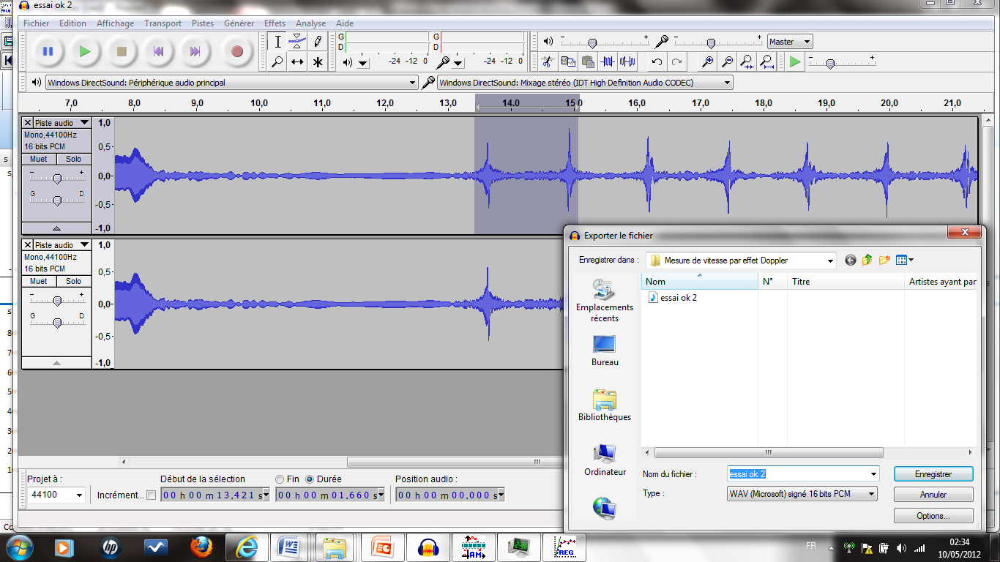 essai ok 2
Fichier Edition Affichage Transport Pistes Générer Effets Analyse Aide
G
D
-24 -12 0
G
D
-24 -12 0
- +
- +
Master
- +
Windows DirectSound: Périphérique audio principal
Windows DirectSound: Mixage stéréo (IDT High Definition Audio CODEC)
7,0 8,0 9,0 10,0 11,0 12,0 13,0 14,0 15,0 16,0 17,0 18,0 19,0 20,0 21,0
Piste audio
Mono,44100Hz
16 bits PCM
Muet Solo
- +
G D
1,0
0,5-
0,0-
-0,5-
-1,0
Piste audio
Mono,44100Hz
16 bits PCM
Muet Solo
- +
G D
1,0
0,5-
0,0-
-0,5-
-1,0
Exporter le fichier
Enregistrer dans : Mesure de vitesse par effet Doppler
Nom N° Titre Artistes ayant par
essai ok 2
Emplacements
récents
Bureau
Bibliothèques
Ordinateur
Nom du fichier : essai ok 2
Enregistrer
Type : WAV (Microsoft) signé 16 bits PCM
Annuler
Options...
Projet à :
44100
Incrément...
Début de la sélection
00 h 00 m 13.421 s
Fin Durée
00 h 00 m 01.660 s
Position audio :
00 h 00 m 00.000 s
Co
hp
AM
REG
FR
02:34
10/05/2012